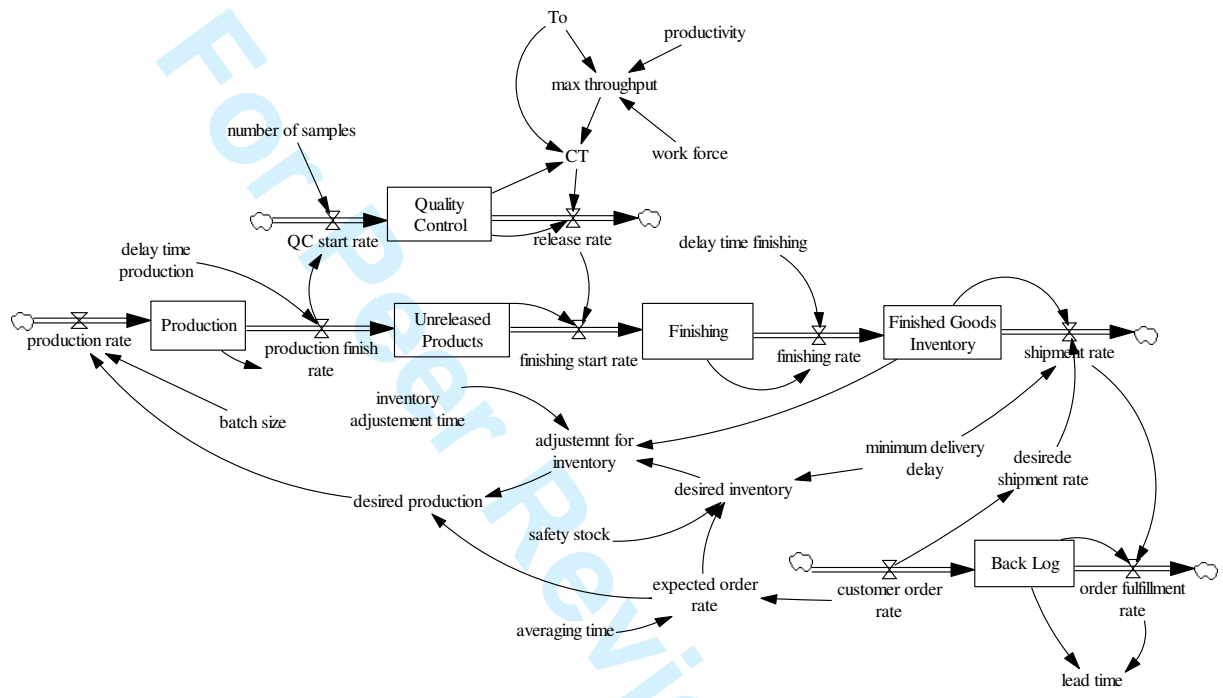 To
productivity
max throughput
number of samples
CT
work force
Quality
Control
QC start rate
release rate
delay time
production
delay time finishing
Production
Unreleased
Products
Finishing
Finished Goods
Inventory
production rate
production finish
rate
finishing start rate
finishing rate
shipment rate
inventory
adjustement time
batch size
adjustemnt for
inventory
minimum delivery
delay
desirede
shipment rate
desired production
desired inventory
safety stock
Back Log
expected order
rate
customer order
rate
order fulfillment
rate
averaging time
lead time
For Peer Revie